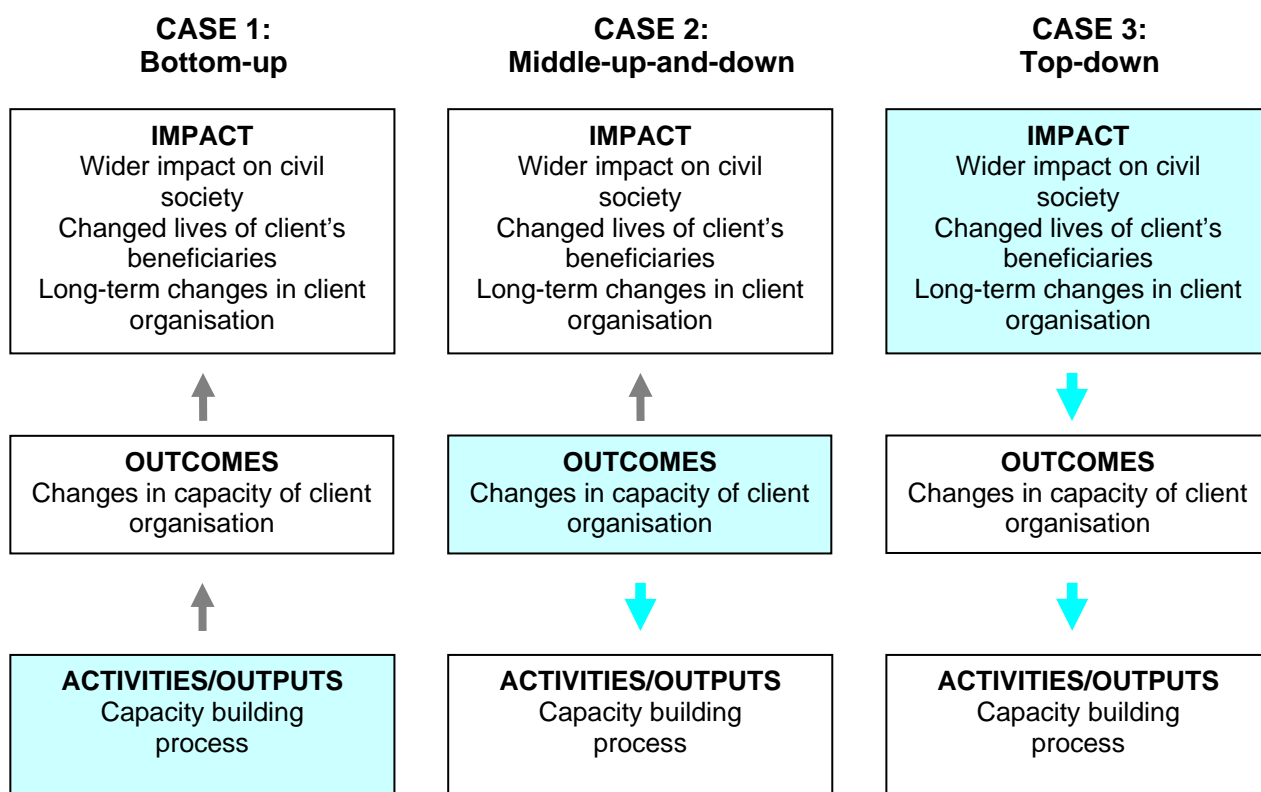 CASE 1:
Bottom-up
IMPACT
Wider impact on civil
society
Changed lives of client's
beneficiaries
Long-term changes in client
organisation
OUTCOMES
Changes in capacity of client
organisation
ACTIVITIES/OUTPUTS
Capacity building
process
CASE 2:
Middle-up-and-down
IMPACT
Wider impact on civil
society
Changed lives of client's
beneficiaries
Long-term changes in client
organisation
OUTCOMES
Changes in capacity of client
organisation
ACTIVITIES/OUTPUTS
Capacity building
process
CASE 3:
Top-down
IMPACT
Wider impact on civil
society
Changed lives of client's
beneficiaries
Long-term changes in client
organisation
OUTCOMES
Changes in capacity of client
organisation
ACTIVITIES/OUTPUTS
Capacity building
process